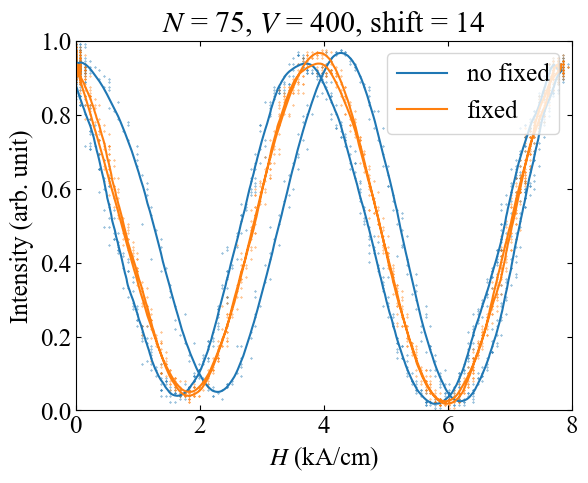 N = 75, V = 400, shift = 14
Intensity (arb. unit)
1.0
0.8
0.6
0.4
0.2
0.0
no fixed
fixed
0 2 4 6 8
H (kA/cm)